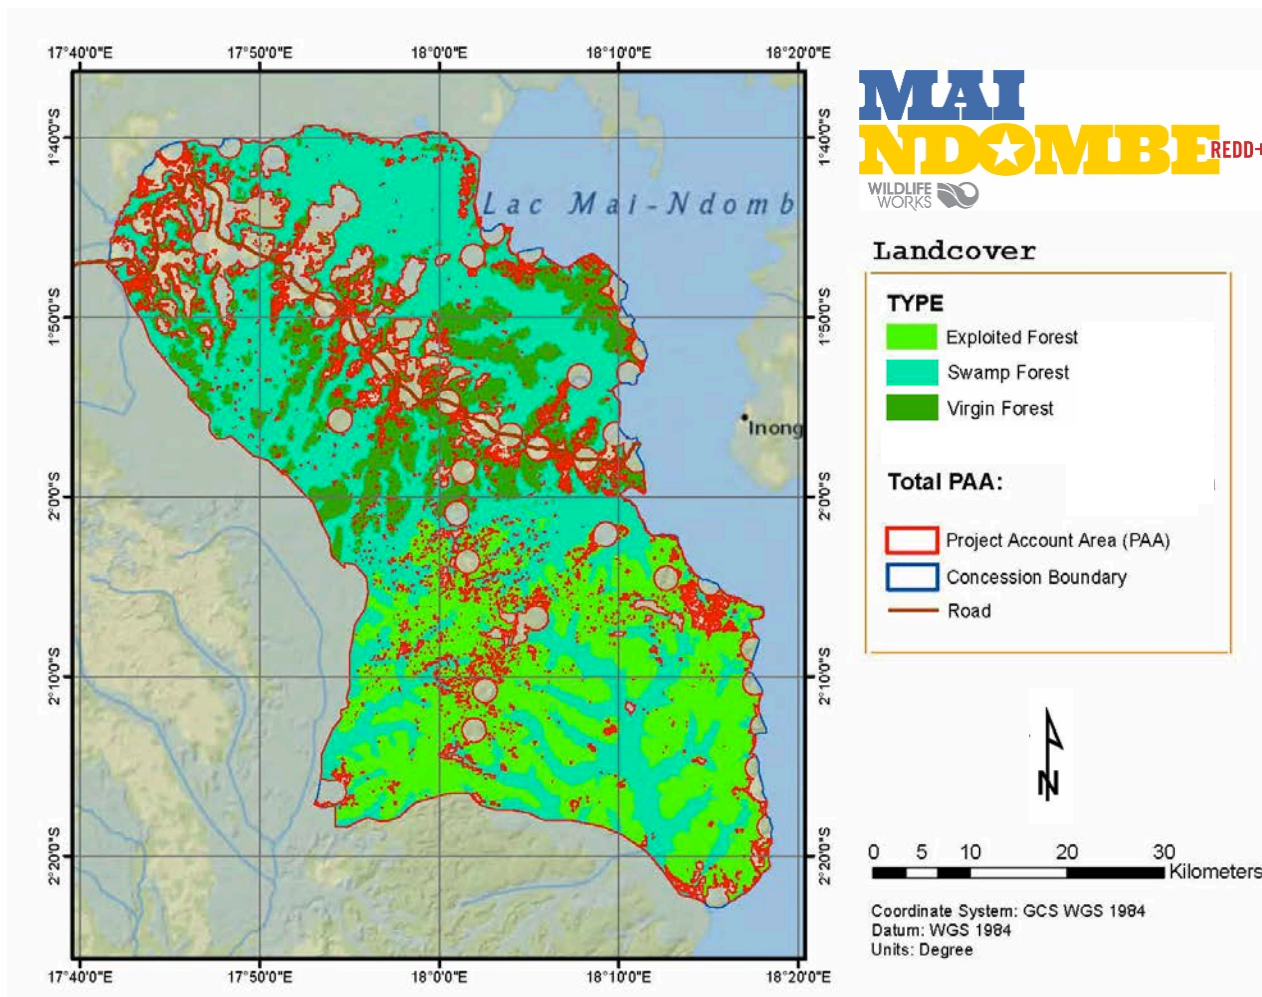 17°40'0"E 17°50'0"E 18°0'0"E 18°10'0"E 18°20'0"E
1°40'0"S
1°50'0"S
2°0'0"S
2°10'0"S
2°20'0"S
1°40'0"S
1°50'0"S
2°0'0"S
2°10'0"S
2°20'0"S
17°40'0"E 17°50'0"E 18°0'0"E 18°10'0"E 18°20'0"E
Lac Mai-Ndomb
Inong
MAI
NDOMBE REDD+
WILDLIFE
WORKS
Landcover
TYPE
Exploited Forest
Swamp Forest
Virgin Forest
Total PAA:
Project Account Area (PAA)
Concession Boundary
Road
N
0 5 10 20 30
Kilometers
Coordinate System: GCS WGS 1984
Datum: WGS 1984
Units: Degree